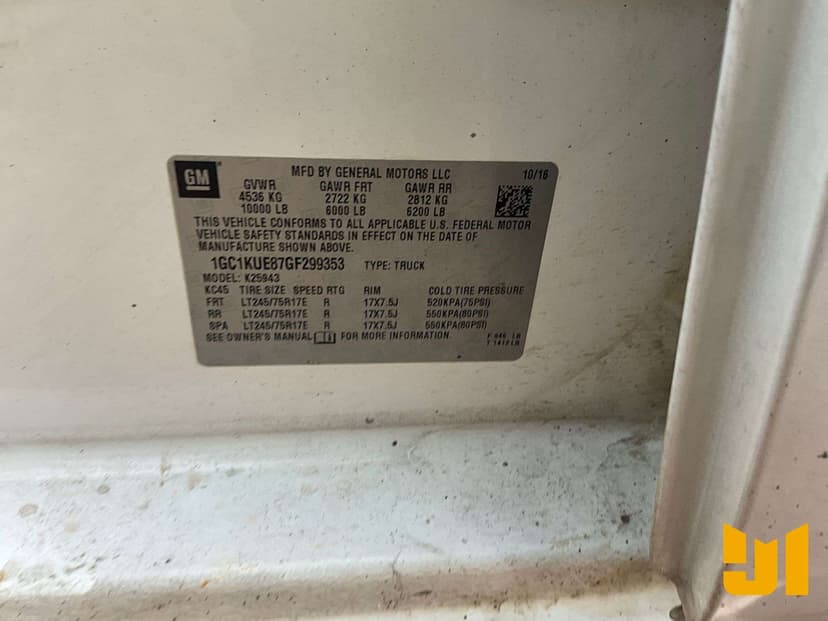 GM
MFD BY GENERAL MOTORS LLC 10/16
GVWR GAWR FRT GAWR RR
4536 KG 2722 KG 2812 KG
10000 LB 6000 LB 6200 LB
THIS VEHICLE CONFORMS TO ALL APPLICABLE U.S. FEDERAL MOTOR
VEHICLE SAFETY STANDARDS IN EFFECT ON THE DATE OF
MANUFACTURE SHOWN ABOVE.
1GC1KUE87GF299353 TYPE: TRUCK
MODEL: K25943
KC45 TIRE SIZE SPEED RTG RIM COLD TIRE PRESSURE
FRT LT245/75R17E R 17X7.5J 520KPA(75PSI)
RR LT245/75R17E R 17X7.5J 550KPA(80PSI)
SPA LT245/75R17E R 17X7.5J 550KPA(80PSI)
SEE OWNER'S MANUAL FOR MORE INFORMATION.